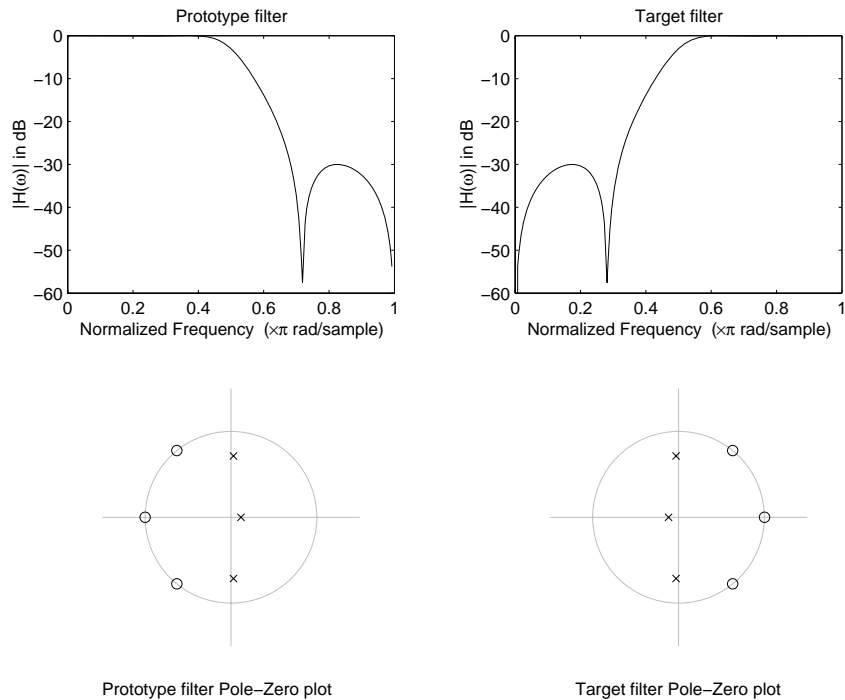 Prototype filter
0
−10
−20
−30
−40
−50
−60
|H(ω)| in dB
0 0.2 0.4 0.6 0.8 1
Normalized Frequency (×π rad/sample)
Target filter
0
−10
−20
−30
−40
−50
−60
|H(ω)| in dB
0 0.2 0.4 0.6 0.8 1
Normalized Frequency (×π rad/sample)
Prototype filter Pole−Zero plot
Target filter Pole−Zero plot